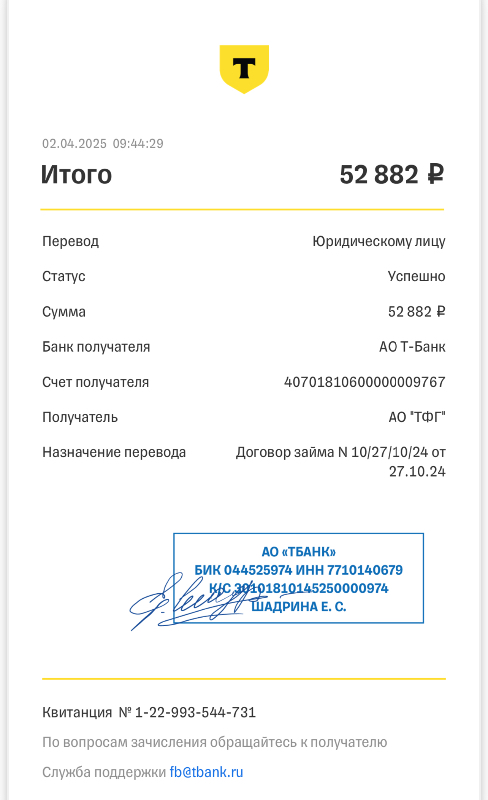 T
02.04.2025 09:44:29
Итого 52 882 ₽
Перевод Юридическому лицу
Статус Успешно
Сумма 52 882 ₽
Банк получателя АО Т-Банк
Счет получателя 40701810600000009767
Получатель АО "ТФГ"
Назначение перевода Договор займа N 10/27/10/24 от
27.10.24
АО «ТБАНК»
БИК 044525974 ИНН 7710140679
К/С 30101810145250000974
ШАДРИНА Е. С.
Квитанция № 1-22-993-544-731
По вопросам зачисления обращайтесь к получателю
Служба поддержки fb@tbank.ru